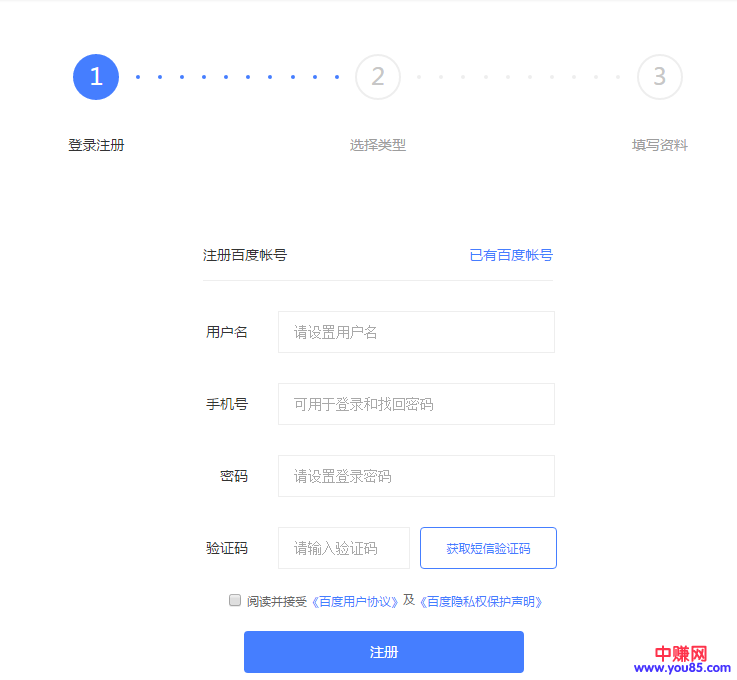 1 2 3
登录注册 选择类型 填写资料
注册百度帐号 已有百度帐号
用户名 请设置用户名
手机号 可用于登录和找回密码
密码 请设置登录密码
验证码 请输入验证码 获取短信验证码
阅读并接受《百度用户协议》及《百度隐私权保护声明》
注册
中赚网
www.you85.com